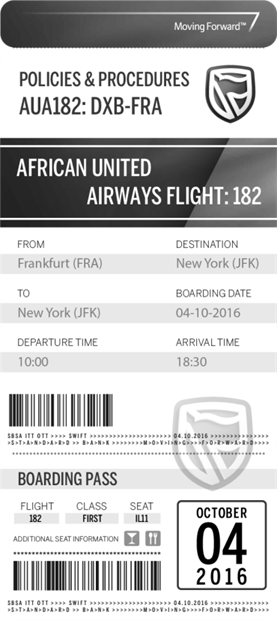 Moving Forward™
POLICIES & PROCEDURES
AUA182: DXB-FRA
AFRICAN UNITED
AIRWAYS FLIGHT: 182
FROM DESTINATION
Frankfurt (FRA) New York (JFK)
TO BOARDING DATE
New York (JFK) 04-10-2016
DEPARTURE TIME ARRIVAL TIME
10:00 18:30
SBSA ITT OTT >>>> SWIFT >>>>>>>>>>>>>>>>>>>> 04.10.2016 >>>>>>>>>>>>>>
>S>T>A>N>D>A>R>D >> B>A>N>K >>>>>>>>M>O>V>I>N>G>>>>F>O>R>W>A>R>D>>>>
BOARDING PASS
FLIGHT CLASS SEAT
182 FIRST IL11
ADDITIONAL SEAT INFORMATION
OCTOBER
04
2016
SBSA ITT OTT >>>> SWIFT >>>>>>>>>>>>>>>>>>>> 04.10.2016 >>>>>>>>>>>>>>
>S>T>A>N>D>A>R>D >> B>A>N>K >>>>>>>>M>O>V>I>N>G>>>>F>O>R>W>A>R>D>>>>